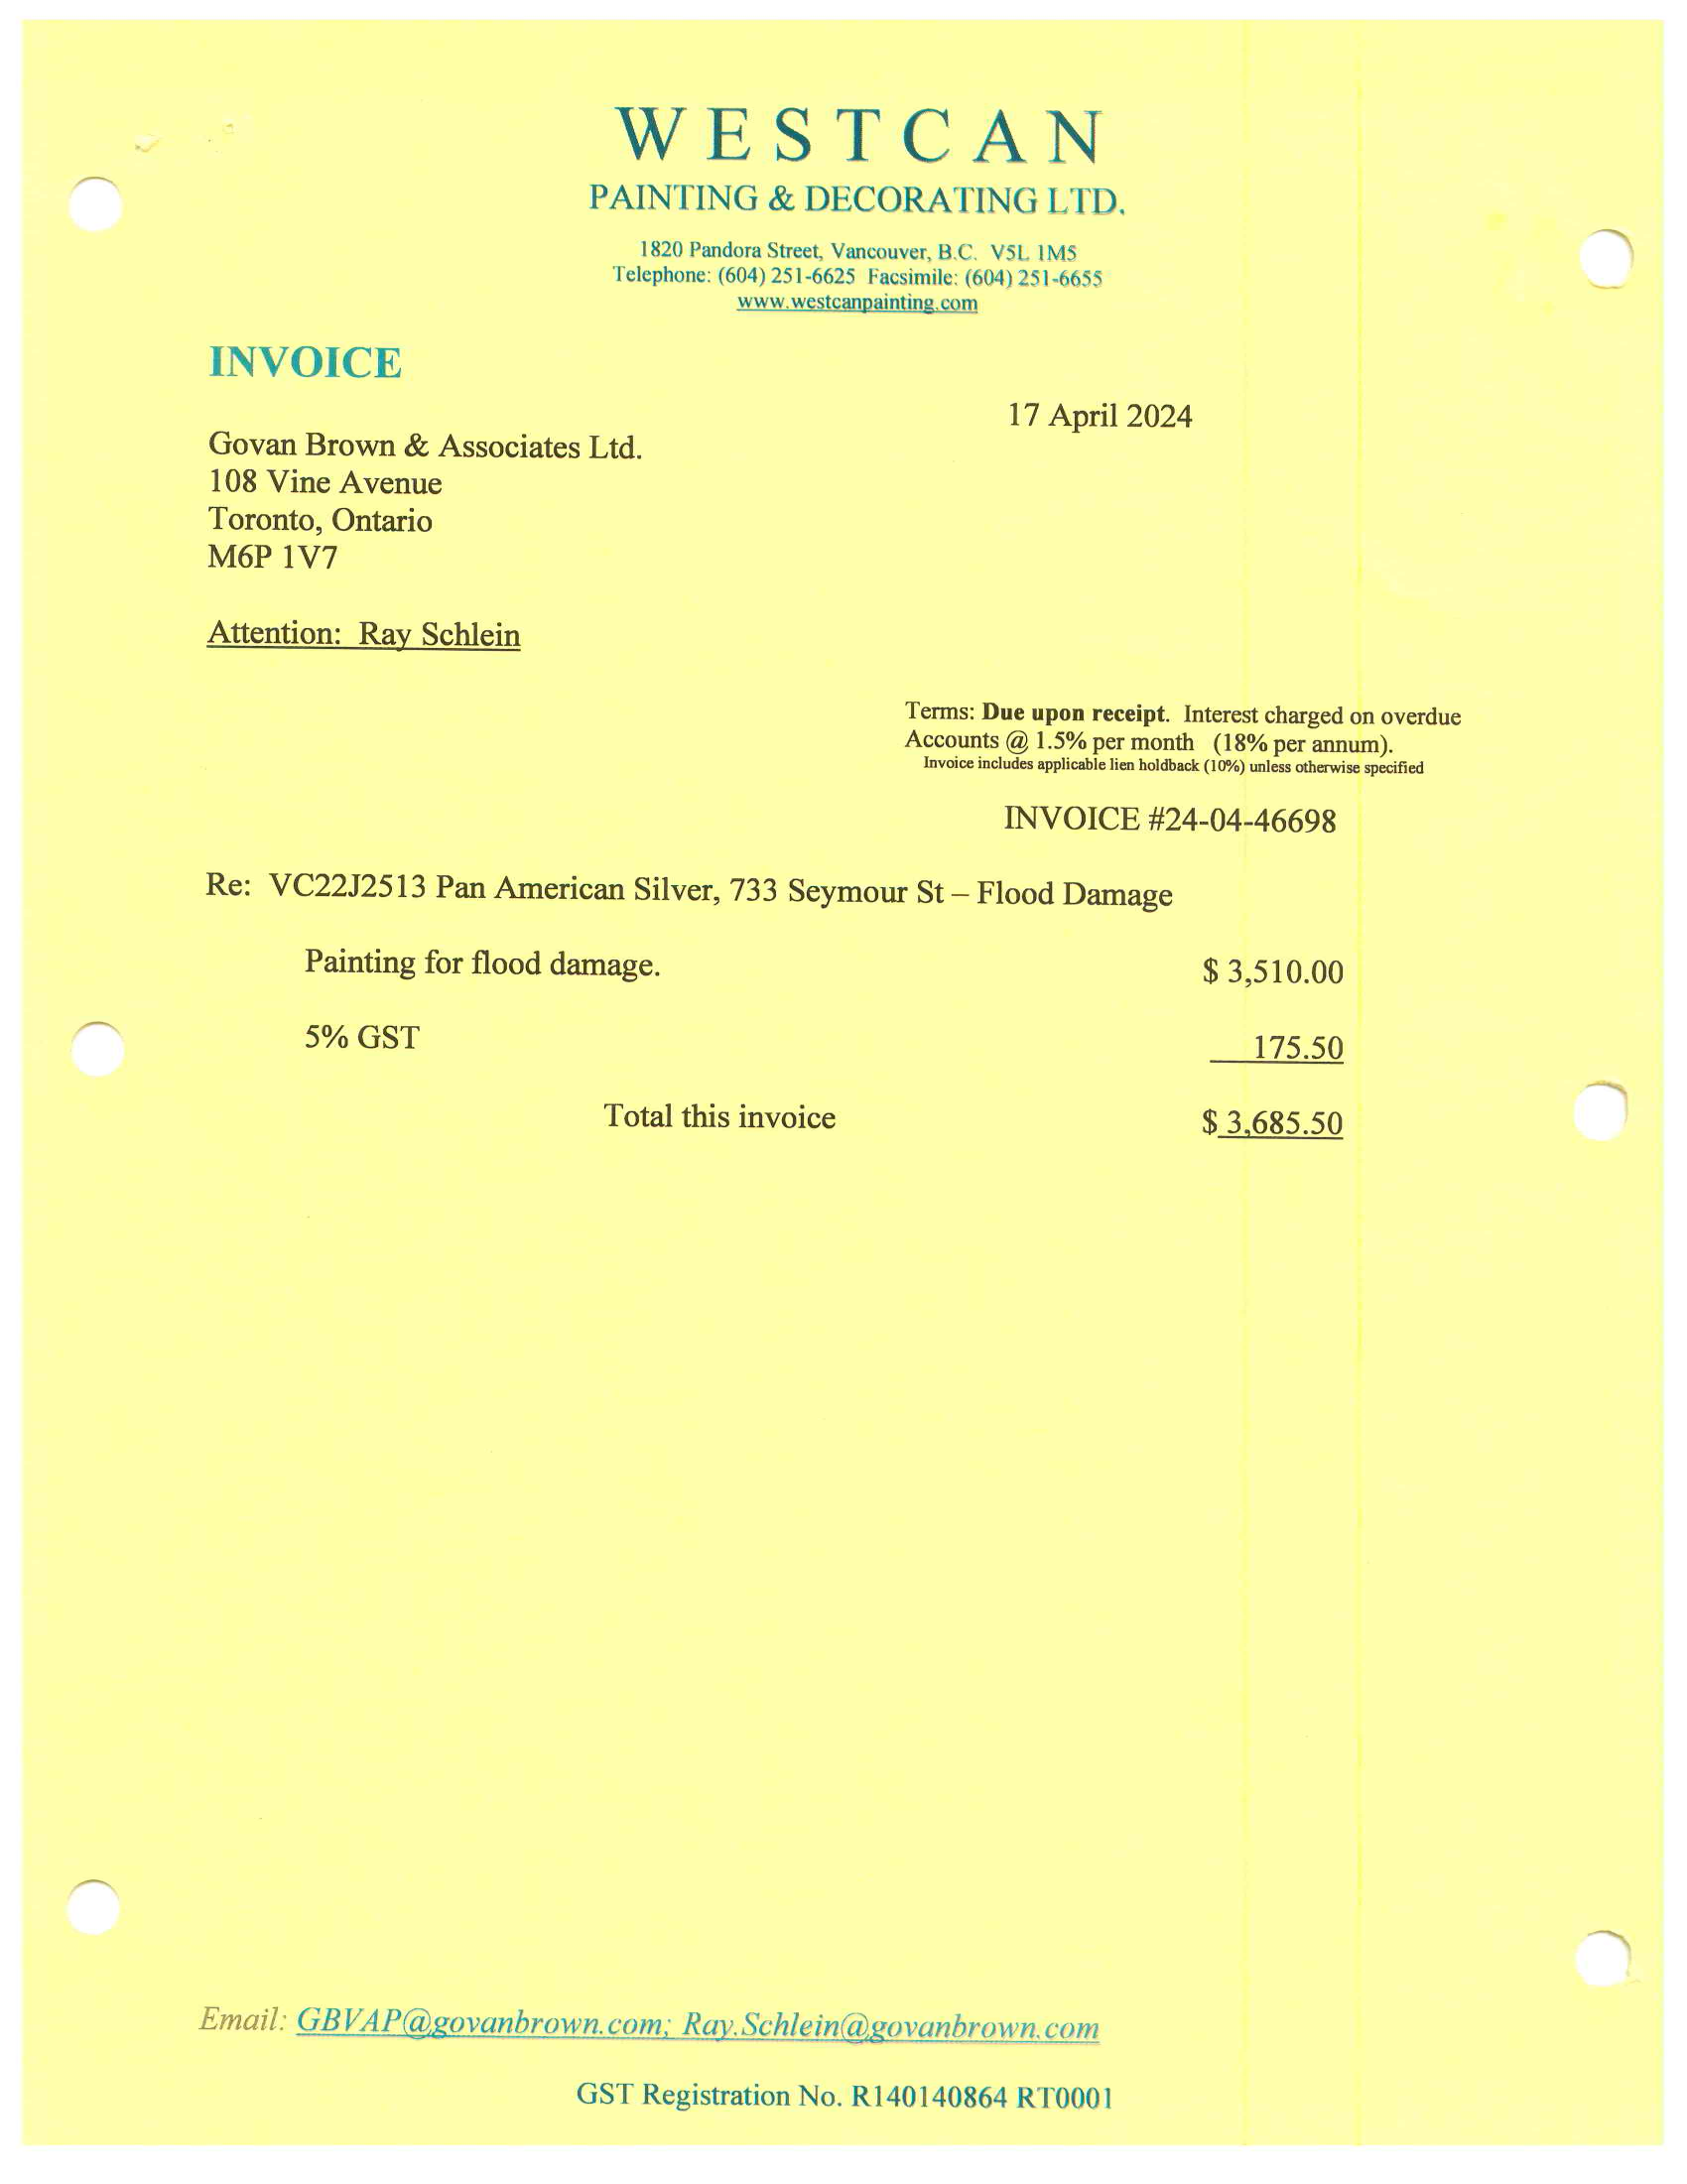 WESTCAN
PAINTING & DECORATING LTD.
1820 Pandora Street, Vancouver, B.C. V5L 1M5
Telephone: (604) 251-6625 Facsimile: (604) 251-6655
www.westcanpainting.com
INVOICE
17 April 2024
Govan Brown & Associates Ltd.
108 Vine Avenue
Toronto, Ontario
M6P 1V7
Attention: Ray Schlein
Terms: Due upon receipt. Interest charged on overdue
Accounts @ 1.5% per month (18% per annum).
Invoice includes applicable lien holdback (10%) unless otherwise specified
INVOICE #24-04-46698
Re: VC22J2513 Pan American Silver, 733 Seymour St – Flood Damage
Painting for flood damage. $ 3,510.00
5% GST 175.50
Total this invoice $ 3,685.50
Email: GBVAP@govanbrown.com; Ray.Schlein@govanbrown.com
GST Registration No. R140140864 RT0001